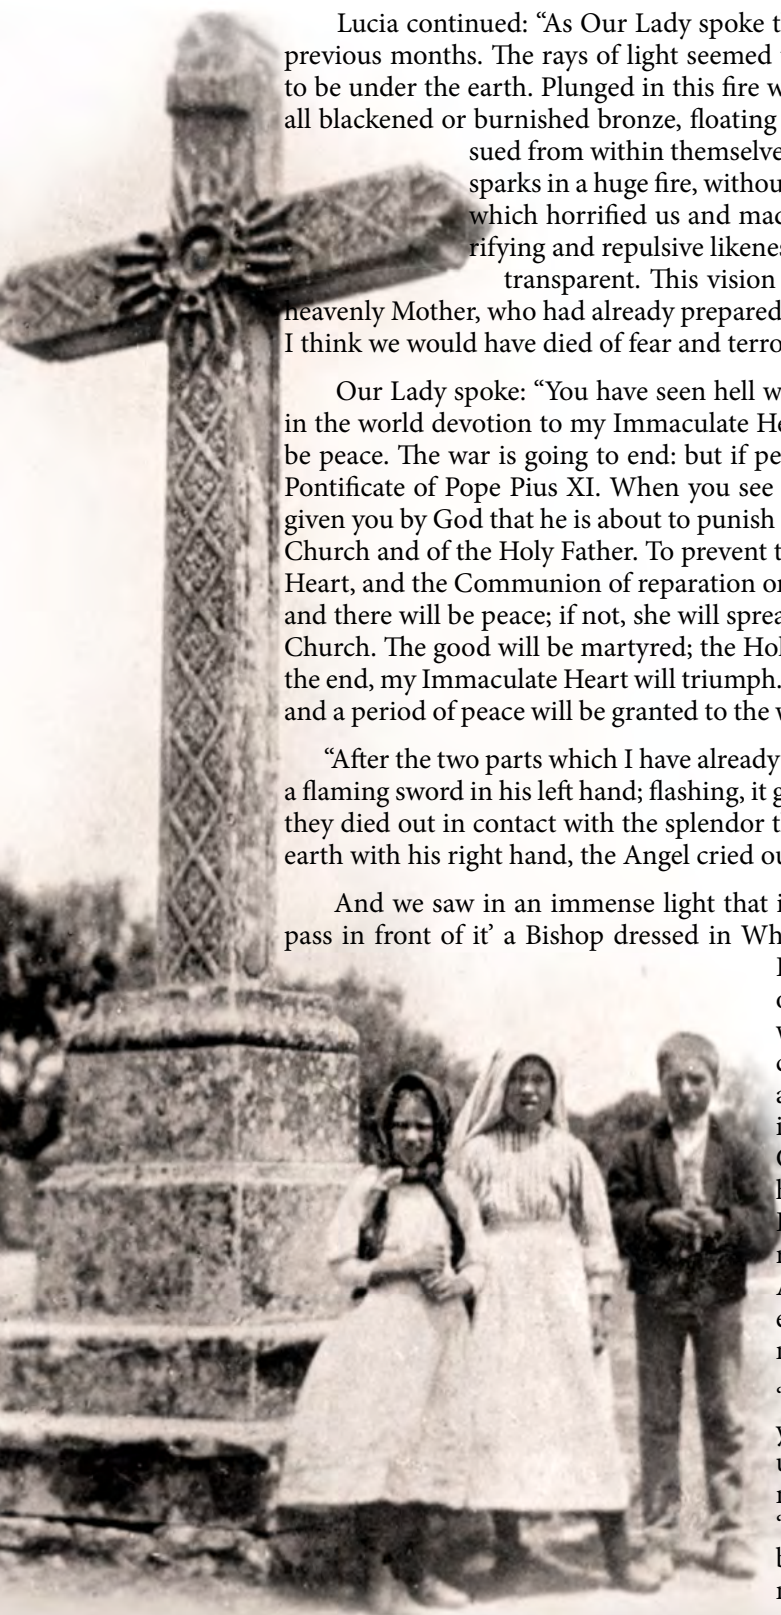 Lucia continued: “As Our Lady spoke t
previous months. The rays of light seemed
to be under the earth. Plunged in this fire w
all blackened or burnished bronze, floating
sued from within themselve
sparks in a huge fire, withou
which horrified us and mad
rifying and repulsive likenes
transparent. This vision
heavenly Mother, who had already prepared
I think we would have died of fear and terro
Our Lady spoke: “You have seen hell w
in the world devotion to my Immaculate He
be peace. The war is going to end: but if pe
Pontificate of Pope Pius XI. When you see
given you by God that he is about to punish
Church and of the Holy Father. To prevent t
Heart, and the Communion of reparation on
and there will be peace; if not, she will sprea
Church. The good will be martyred; the Hol
the end, my Immaculate Heart will triumph.
and a period of peace will be granted to the w
“After the two parts which I have already
a flaming sword in his left hand; flashing, it g
they died out in contact with the splendor t
earth with his right hand, the Angel cried ou
And we saw in an immense light that i
pass in front of it’ a Bishop dressed in Wh